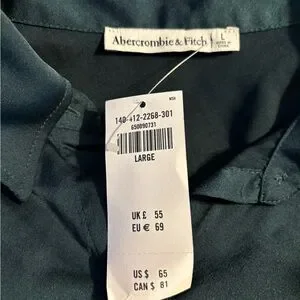 Abercrombie & Fitch
L
140-412-2268-301
650090731
LARGE
UK £ 55
EU € 69
US $ 65
CAN $ 81